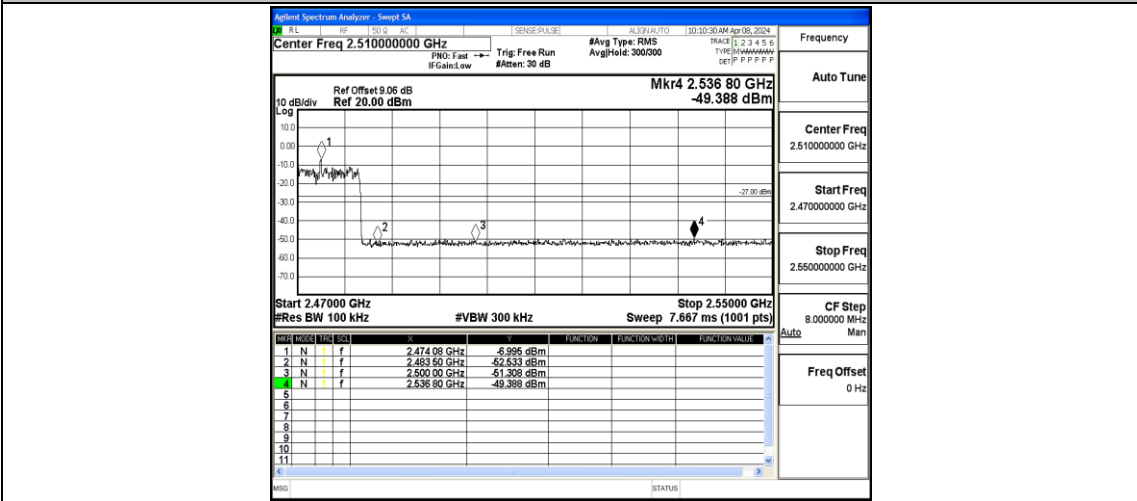 Agilent Spectrum Analyzer - Swept SA
RL RF 50 Ω AC SENSE:PULSE ALIGN AUTO 10:10:30 AM Apr 08, 2024
Center Freq 2.510000000 GHz #Avg Type: RMS TRACE 1 2 3 4 5 6
PNO: Fast Trig: Free Run Avg|Hold: 300/300 TYPE M
IFGain:Low #Atten: 30 dB DET P P P P P P
Mkr4 2.536 80 GHz
-49.388 dBm
Ref Offset 9.06 dB
10 dB/div Ref 20.00 dBm
Log
10.0
0.00
-10.0
-20.0
-30.0
-40.0
-50.0
-60.0
-70.0
1
2
3
4
-27.00 dBm
Start 2.47000 GHz Stop 2.55000 GHz
#Res BW 100 kHz #VBW 300 kHz Sweep 7.667 ms (1001 pts)
MKR MODE TRC SCL X Y FUNCTION FUNCTION WIDTH FUNCTION VALUE
1 N 1 f 2.474 08 GHz -6.995 dBm
2 N 1 f 2.483 50 GHz -52.533 dBm
3 N 1 f 2.500 00 GHz -51.308 dBm
4 N 1 f 2.536 80 GHz -49.388 dBm
5
6
7
8
9
10
11
MSG STATUS
Frequency
Auto Tune
Center Freq
2.510000000 GHz
Start Freq
2.470000000 GHz
Stop Freq
2.550000000 GHz
CF Step
8.000000 MHz
Auto Man
Freq Offset
0 Hz